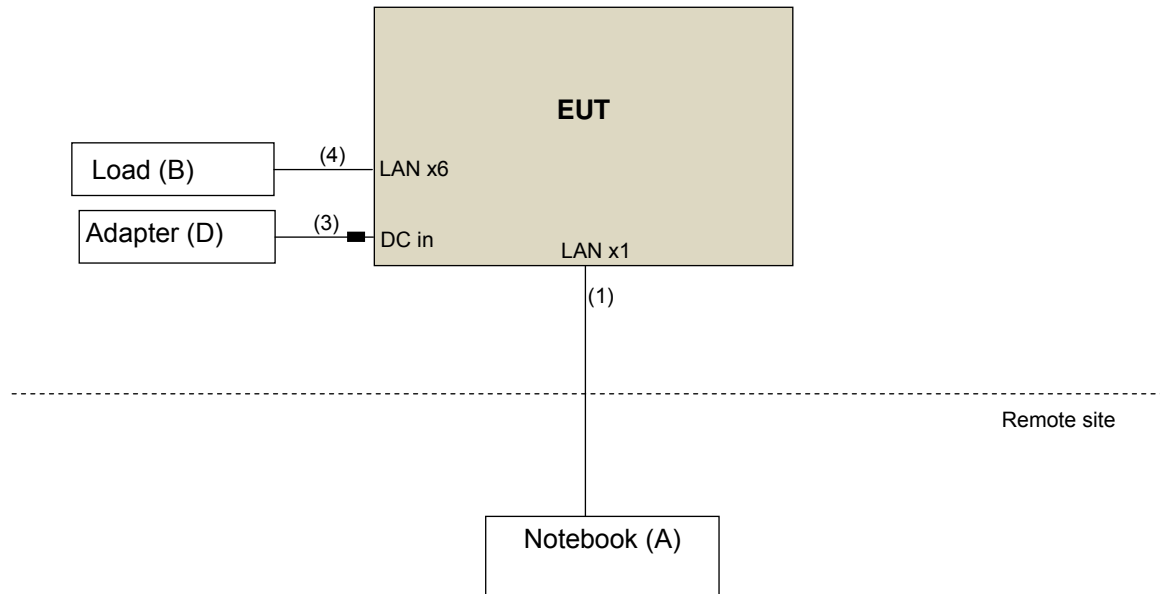 EUT
(4)
Load (B)
LAN x6
(3)
Adapter (D)
DC in
LAN x1
(1)
Remote site
Notebook (A)